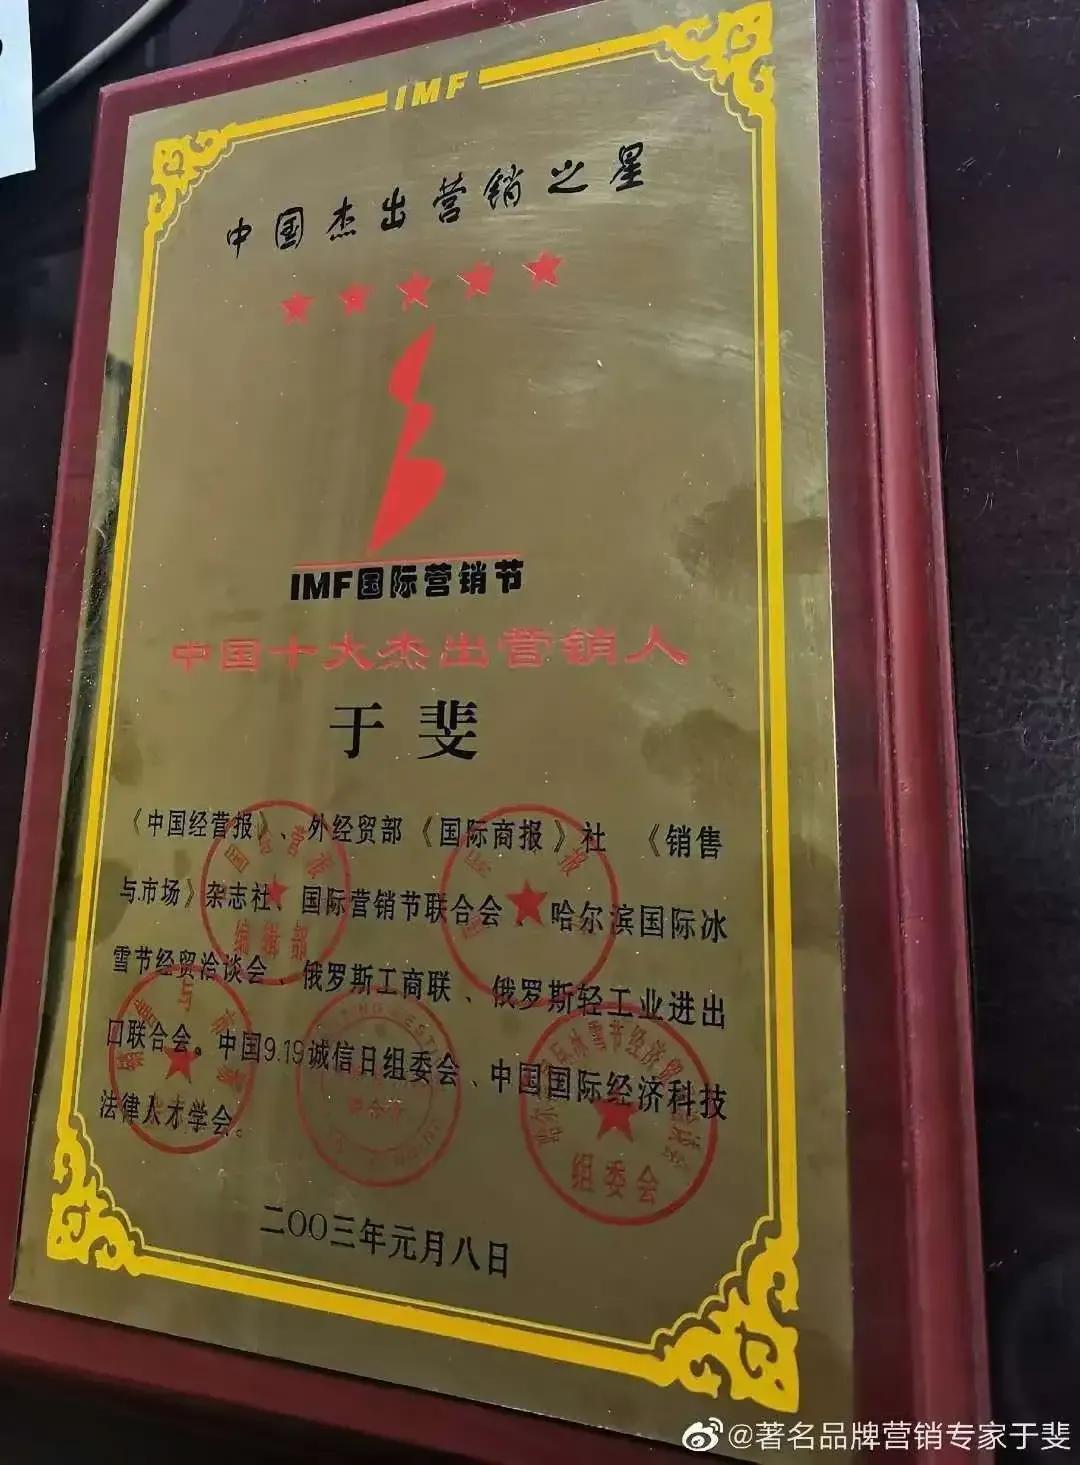 IMF
中国杰出营销之星
IMF国际营销节
中国十大杰出营销人
于斐
《中国经营报》、外经贸部《国际商报》社 《销售
与市场》杂志社、国际营销节联合会、哈尔滨国际冰
雪节经贸洽谈会、俄罗斯工商联、俄罗斯轻工业进出
口联合会。中国9.19诚信日组委会、中国国际经济科技
法律人才学会。
编辑部
组委会
二〇〇三年元月八日
@著名品牌营销专家于斐